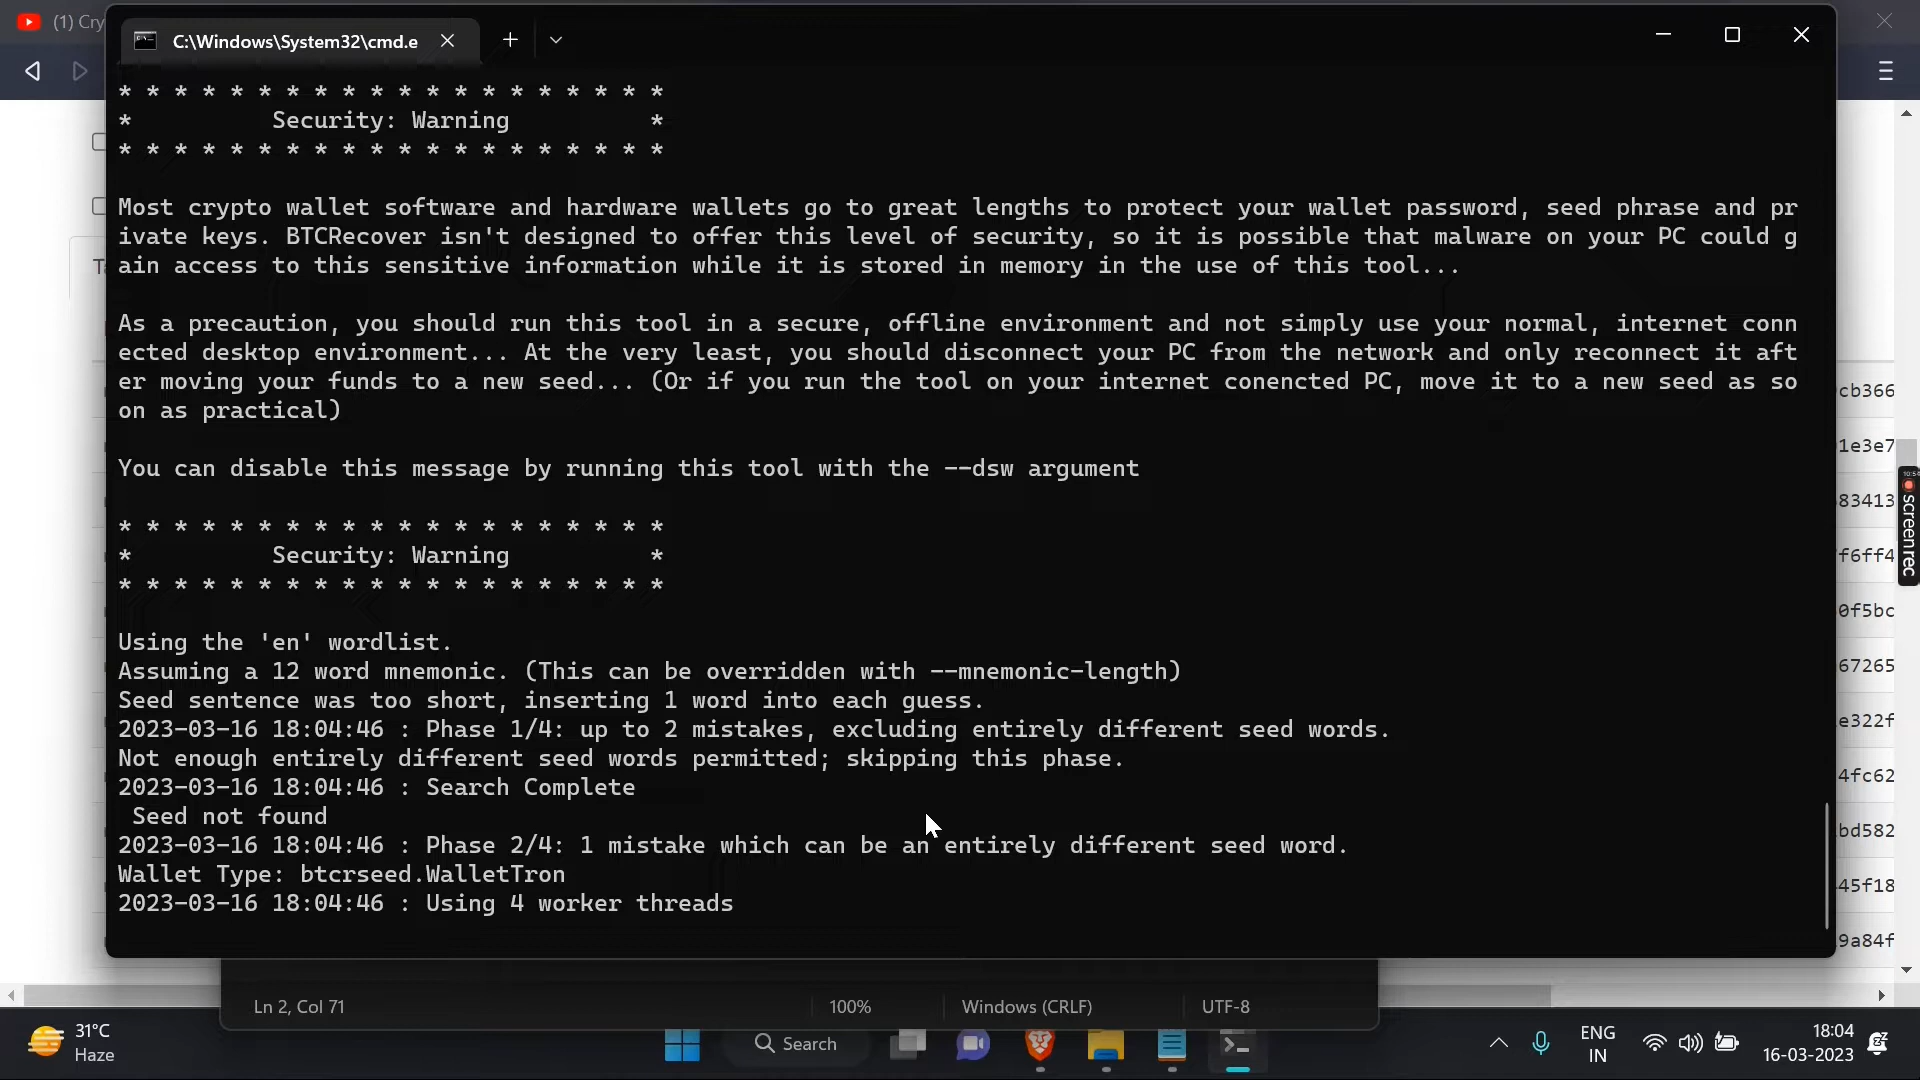 (1) Cry
C:\Windows\System32\cmd.e
* * * * * * * * * * * * * * * * * * * *
* Security: Warning *
* * * * * * * * * * * * * * * * * * * *
Most crypto wallet software and hardware wallets go to great lengths to protect your wallet password, seed phrase and pr
ivate keys. BTCRecover isn't designed to offer this level of security, so it is possible that malware on your PC could g
ain access to this sensitive information while it is stored in memory in the use of this tool...
As a precaution, you should run this tool in a secure, offline environment and not simply use your normal, internet conn
ected desktop environment... At the very least, you should disconnect your PC from the network and only reconnect it aft
er moving your funds to a new seed... (Or if you run the tool on your internet conencted PC, move it to a new seed as so
on as practical)
You can disable this message by running this tool with the --dsw argument
* * * * * * * * * * * * * * * * * * * *
* Security: Warning *
* * * * * * * * * * * * * * * * * * * *
Using the 'en' wordlist.
Assuming a 12 word mnemonic. (This can be overridden with --mnemonic-length)
Seed sentence was too short, inserting 1 word into each guess.
2023-03-16 18:04:46 : Phase 1/4: up to 2 mistakes, excluding entirely different seed words.
Not enough entirely different seed words permitted; skipping this phase.
2023-03-16 18:04:46 : Search Complete
Seed not found
2023-03-16 18:04:46 : Phase 2/4: 1 mistake which can be an entirely different seed word.
Wallet Type: btcrseed.WalletTron
2023-03-16 18:04:46 : Using 4 worker threads
cb366
1e3e7
83413
f6ff4
0f5bc
67265
e322f
4fc62
bd582
45f18
9a84f
screenrec
Ln 2, Col 71
100%
Windows (CRLF)
UTF-8
31°C
Haze
Search
ENG
IN
18:04
16-03-2023